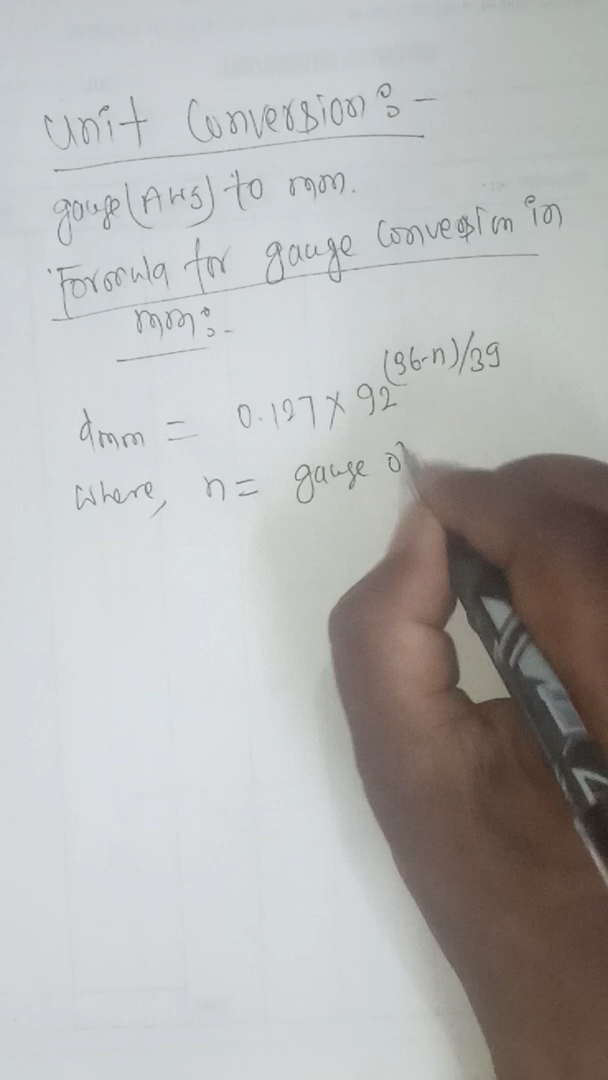 Unit Conversion:-
gauge(AWG) to mm.
Formula for gauge Conversion in
mm:-
dmm = 0.127 × 92^(36-n)/39
where, n = gauge o